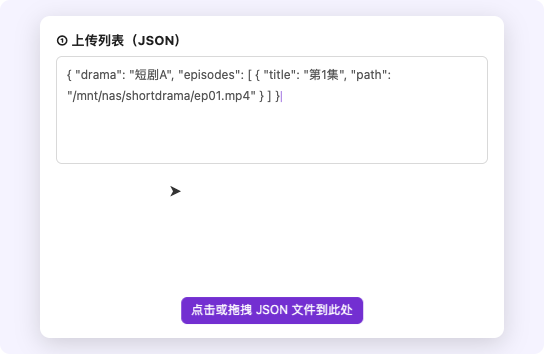 ① 上传列表（JSON）
{ "drama": "短剧A", "episodes": [ { "title": "第1集", "path":
"/mnt/nas/shortdrama/ep01.mp4" } ] }
点击或拖拽 JSON 文件到此处